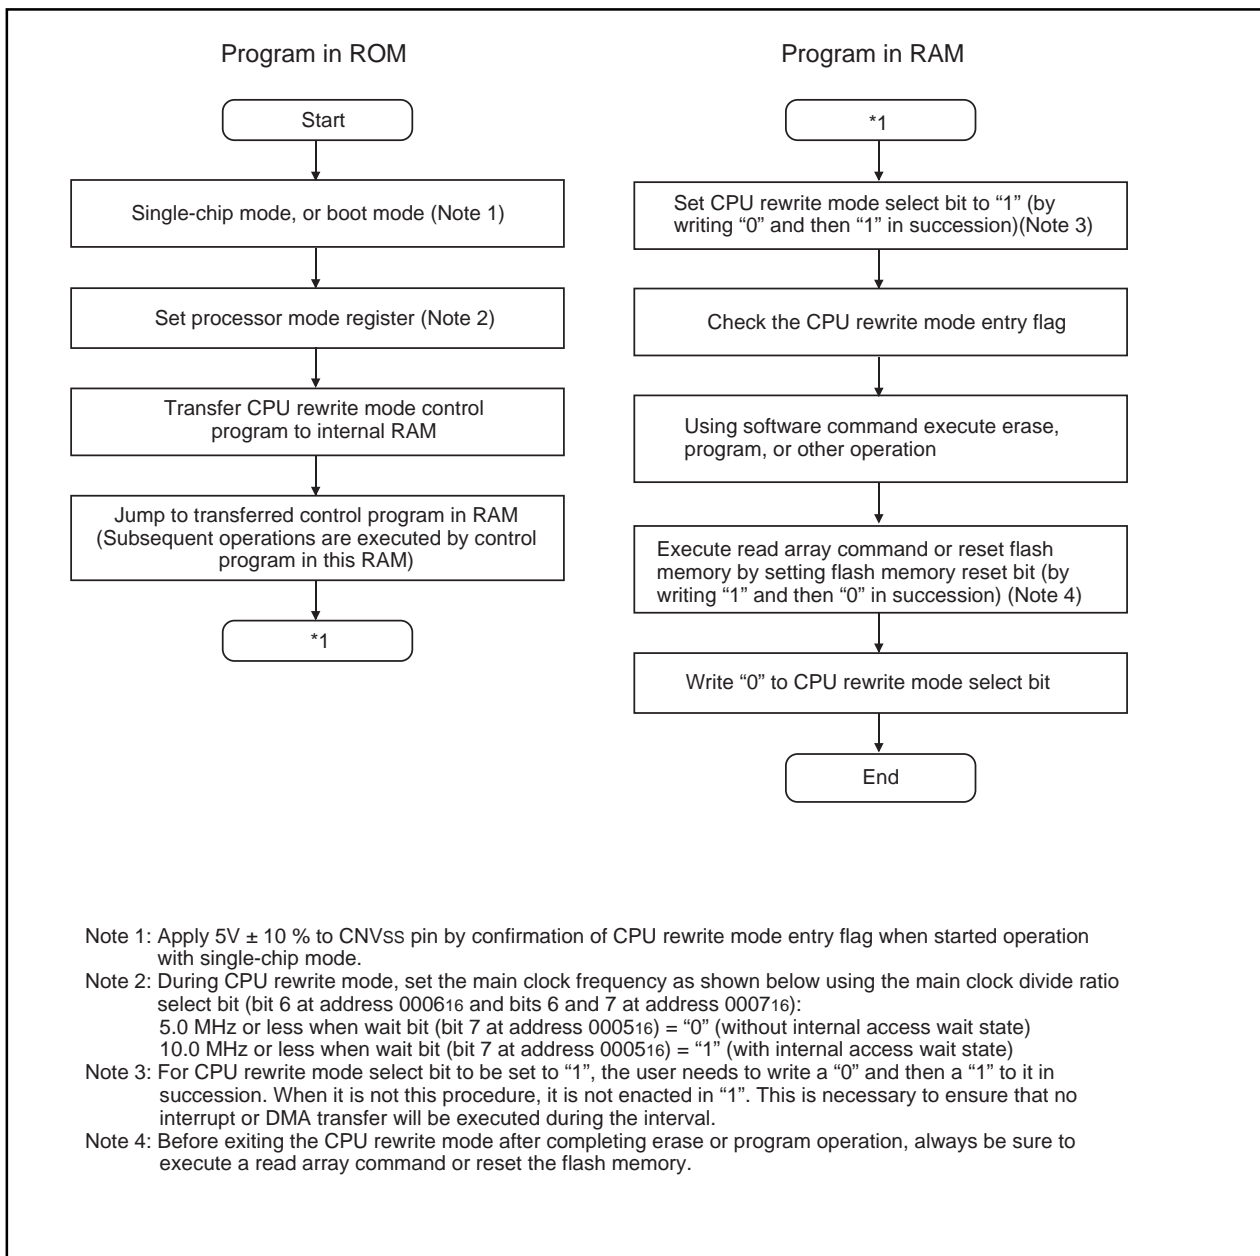 Program in ROM
Start
Single-chip mode, or boot mode (Note 1)
Set processor mode register (Note 2)
Transfer CPU rewrite mode control
program to internal RAM
Jump to transferred control program in RAM
(Subsequent operations are executed by control
program in this RAM)
*1
Program in RAM
*1
Set CPU rewrite mode select bit to “1” (by
writing “0” and then “1” in succession)(Note 3)
Check the CPU rewrite mode entry flag
Using software command execute erase,
program, or other operation
Execute read array command or reset flash
memory by setting flash memory reset bit (by
writing “1” and then “0” in succession) (Note 4)
Write “0” to CPU rewrite mode select bit
End
Note 1: Apply 5V ± 10 % to CNVSS pin by confirmation of CPU rewrite mode entry flag when started operation
with single-chip mode.
Note 2: During CPU rewrite mode, set the main clock frequency as shown below using the main clock divide ratio
select bit (bit 6 at address 000616 and bits 6 and 7 at address 000716):
5.0 MHz or less when wait bit (bit 7 at address 000516) = “0” (without internal access wait state)
10.0 MHz or less when wait bit (bit 7 at address 000516) = “1” (with internal access wait state)
Note 3: For CPU rewrite mode select bit to be set to “1”, the user needs to write a “0” and then a “1” to it in
succession. When it is not this procedure, it is not enacted in “1”. This is necessary to ensure that no
interrupt or DMA transfer will be executed during the interval.
Note 4: Before exiting the CPU rewrite mode after completing erase or program operation, always be sure to
execute a read array command or reset the flash memory.